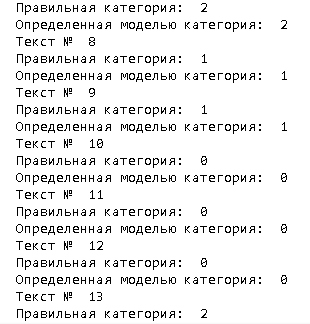 Правильная категория: 2
Определенная моделью категория: 2
Текст № 8
Правильная категория: 1
Определенная моделью категория: 1
Текст № 9
Правильная категория: 1
Определенная моделью категория: 1
Текст № 10
Правильная категория: 0
Определенная моделью категория: 0
Текст № 11
Правильная категория: 0
Определенная моделью категория: 0
Текст № 12
Правильная категория: 0
Определенная моделью категория: 0
Текст № 13
Правильная категория: 2